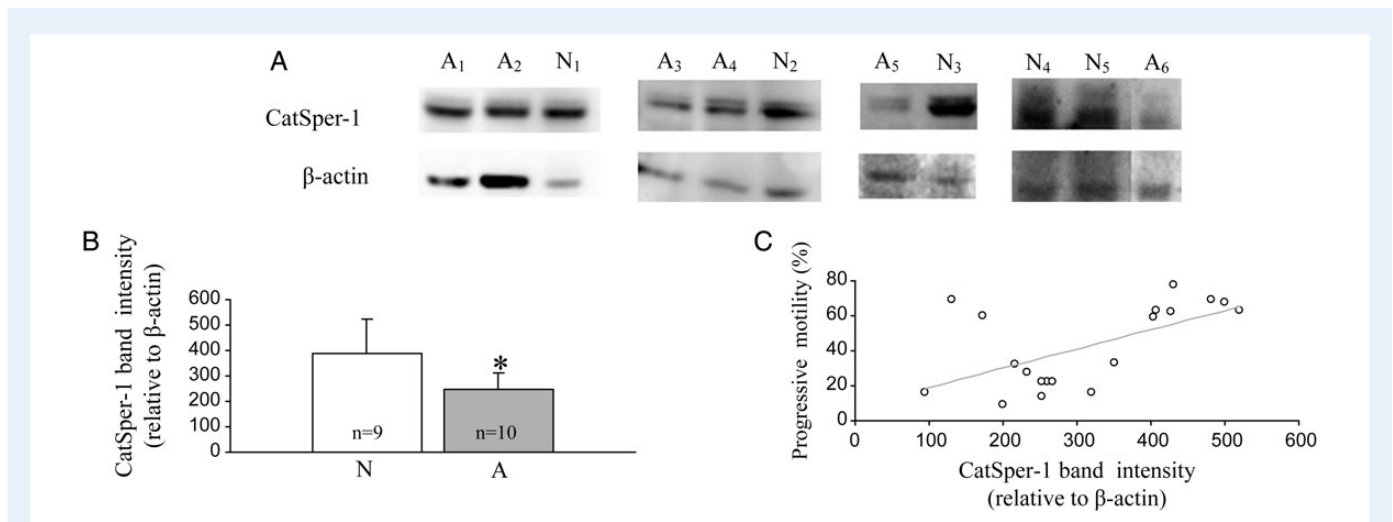 A
A₁ A₂ N₁ A₃ A₄ N₂ A₅ N₃ N₄ N₅ A₆
CatSper-1
β-actin
B
CatSper-1 band intensity
(relative to β-actin)
600
500
400
300
200
100
0
*
n=9 n=10
N A
C
Progressive motility (%)
80
60
40
20
0
0 100 200 300 400 500 600
CatSper-1 band intensity
(relative to β-actin)